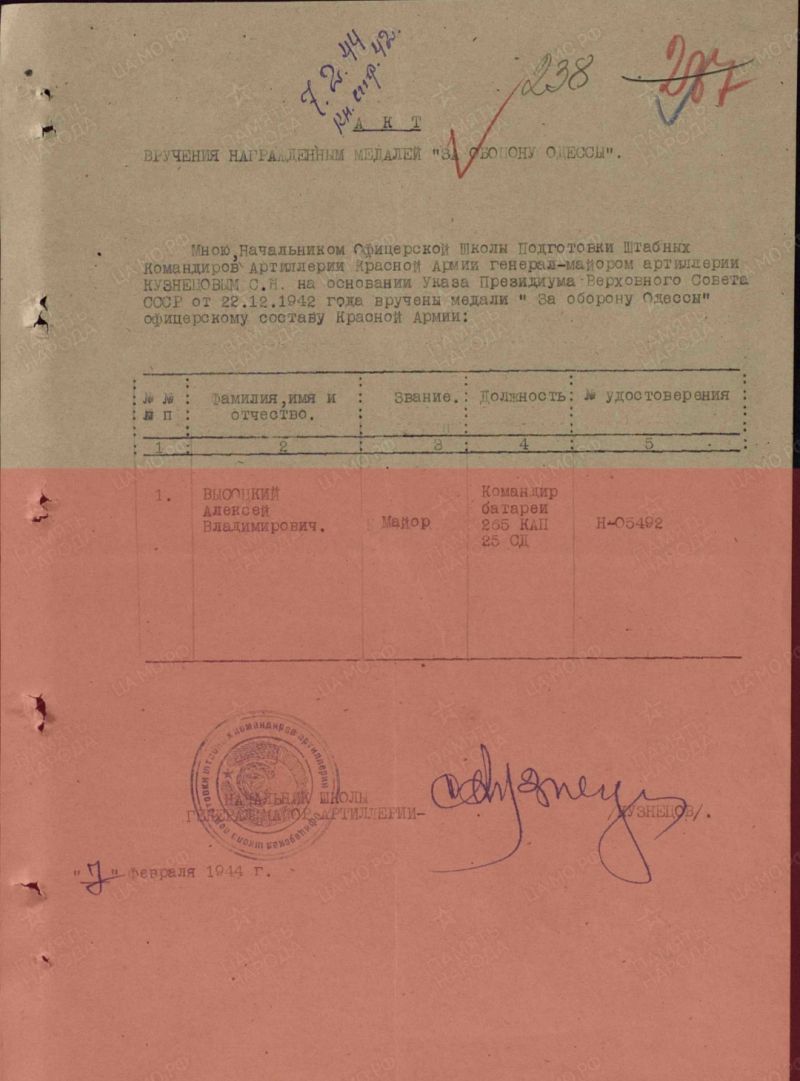 7.2.44
кн. стр. 42.
238
207
А К Т
ВРУЧЕНИЯ НАГРАЖДЕННЫМ МЕДАЛЕЙ "ЗА ОБОРОНУ ОДЕССЫ".
Мною, Начальником Офицерской Школы Подготовки Штабных
Командиров Артиллерии Красной Армии генерал-майором артиллерии
КУЗНЕЦОВЫМ С.Н. на основании Указа Президиума Верховного Совета
СССР от 22.12.1942 года вручены медали " За оборону Одессы"
офицерскому составу Красной Армии:
№ № Фамилия,имя и Звание. Должность № удостоверения
п п отчество.
1 2 3 4 5
1. ВЫСОЦКИЙ
Алексей
Владимирович.
Майор
Командир
батареи
265 КАП
25 СД
Н-05492
НАЧАЛЬНИК ШКОЛЫ
ГЕНЕРАЛ-МАЙОР АРТИЛЛЕРИИ- /КУЗНЕЦОВ/.
"7" февраля 1944 г.